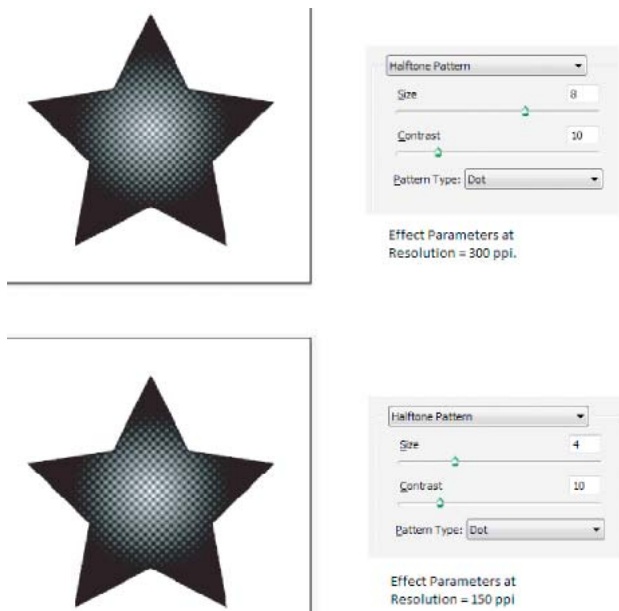 Halftone Pattern
Size 8
Contrast 10
Pattern Type: Dot
Effect Parameters at
Resolution = 300 ppi.
Halftone Pattern
Size 4
Contrast 10
Pattern Type: Dot
Effect Parameters at
Resolution = 150 ppi